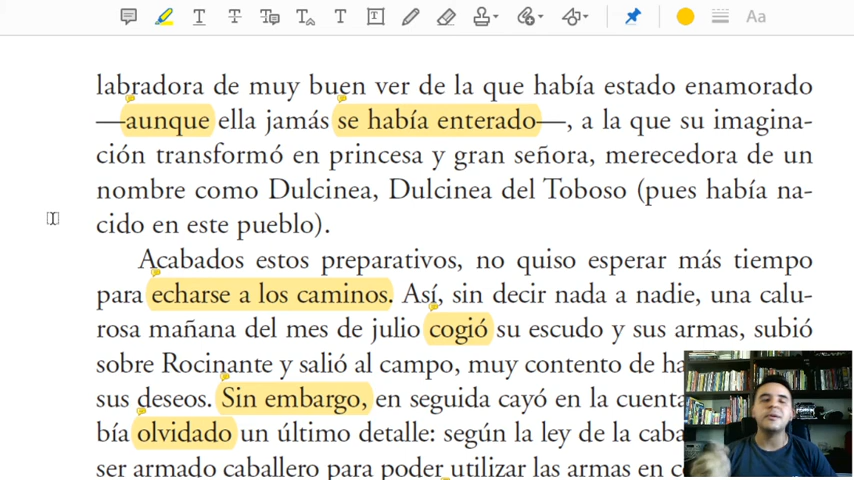 Aa
labradora de muy buen ver de la que había estado enamorado
—aunque ella jamás se había enterado—, a la que su imagina-
ción transformó en princesa y gran señora, merecedora de un
nombre como Dulcinea, Dulcinea del Toboso (pues había na-
cido en este pueblo).
Acabados estos preparativos, no quiso esperar más tiempo
para echarse a los caminos. Así, sin decir nada a nadie, una calu-
rosa mañana del mes de julio cogió su escudo y sus armas, subió
sobre Rocinante y salió al campo, muy contento de
sus deseos. Sin embargo, en seguida cayó en la cuenta
bía olvidado un último detalle: según la ley de la
ser armado caballero para poder utilizar las armas en